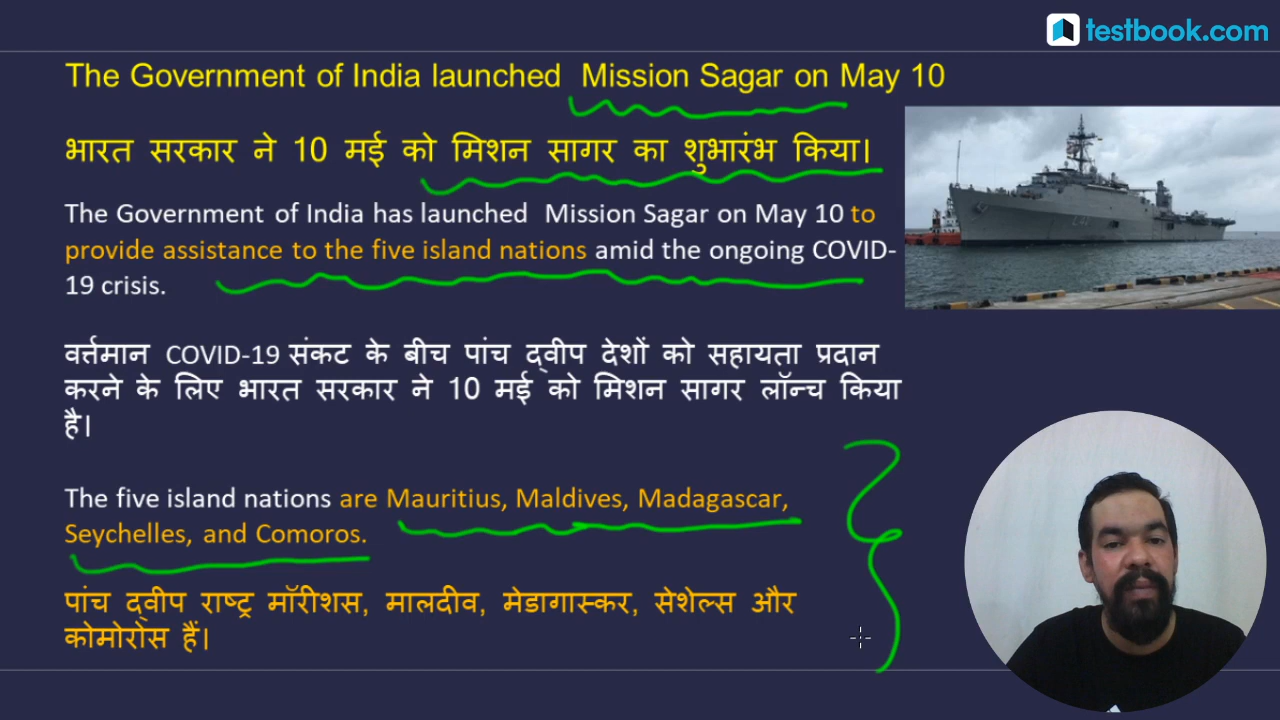 testbook.com
The Government of India launched Mission Sagar on May 10
भारत सरकार ने 10 मई को मिशन सागर का शुभारंभ किया।
The Government of India has launched Mission Sagar on May 10 to
provide assistance to the five island nations amid the ongoing COVID-
19 crisis.
वर्त्तमान COVID-19 संकट के बीच पांच द्वीप देशों को सहायता प्रदान
करने के लिए भारत सरकार ने 10 मई को मिशन सागर लॉन्च किया
है।
The five island nations are Mauritius, Maldives, Madagascar,
Seychelles, and Comoros.
पांच द्वीप राष्ट्र मॉरीशस, मालदीव, मेडागास्कर, सेशेल्स और
कोमोरोस हैं।